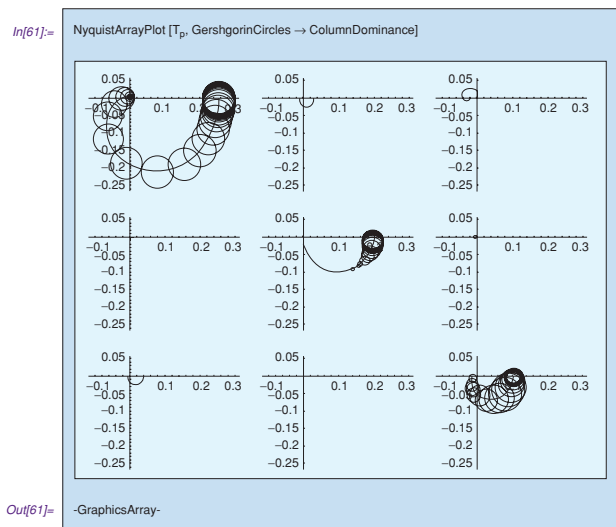 In[61]:= NyquistArrayPlot [Tp, GershgorinCircles → ColumnDominance]
0.05 0.05 0.05
−0.1 0.1 0.2 0.3 −0.1 0.1 0.2 0.3 −0.1 0.1 0.2 0.3
−0.05 −0.05 −0.05
−0.1 −0.1 −0.1
−0.15 −0.15 −0.15
−0.2 −0.2 −0.2
−0.25 −0.25 −0.25
0.05 0.05 0.05
−0.1 0.1 0.2 0.3 −0.1 0.1 0.2 0.3 −0.1 0.1 0.2 0.3
−0.05 −0.05 −0.05
−0.1 −0.1 −0.1
−0.15 −0.15 −0.15
−0.2 −0.2 −0.2
−0.25 −0.25 −0.25
0.05 0.05 0.05
−0.1 0.1 0.2 0.3 −0.1 0.1 0.2 0.3 −0.1 0.1 0.2 0.3
−0.05 −0.05 −0.05
−0.1 −0.1 −0.1
−0.15 −0.15 −0.15
−0.2 −0.2 −0.2
−0.25 −0.25 −0.25
Out[61]= -GraphicsArray-